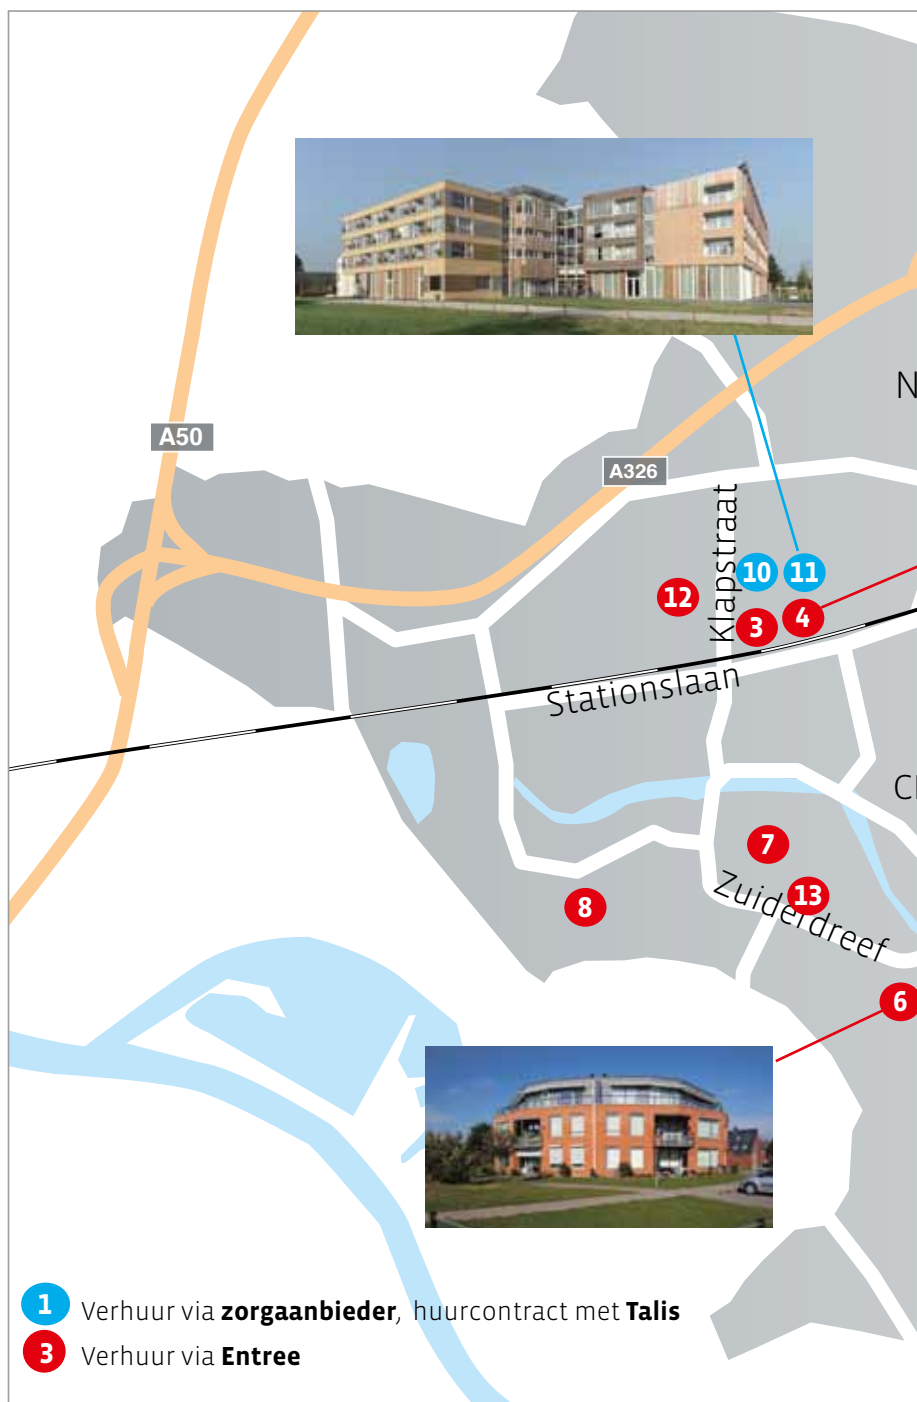 N
A50
A326
Klapstraat
10
11
12
3
4
Stationslaan
Cl
7
13
Zuiderdreef
8
6
1 Verhuur via zorgaanbieder, huurcontract met Talis
3 Verhuur via Entree